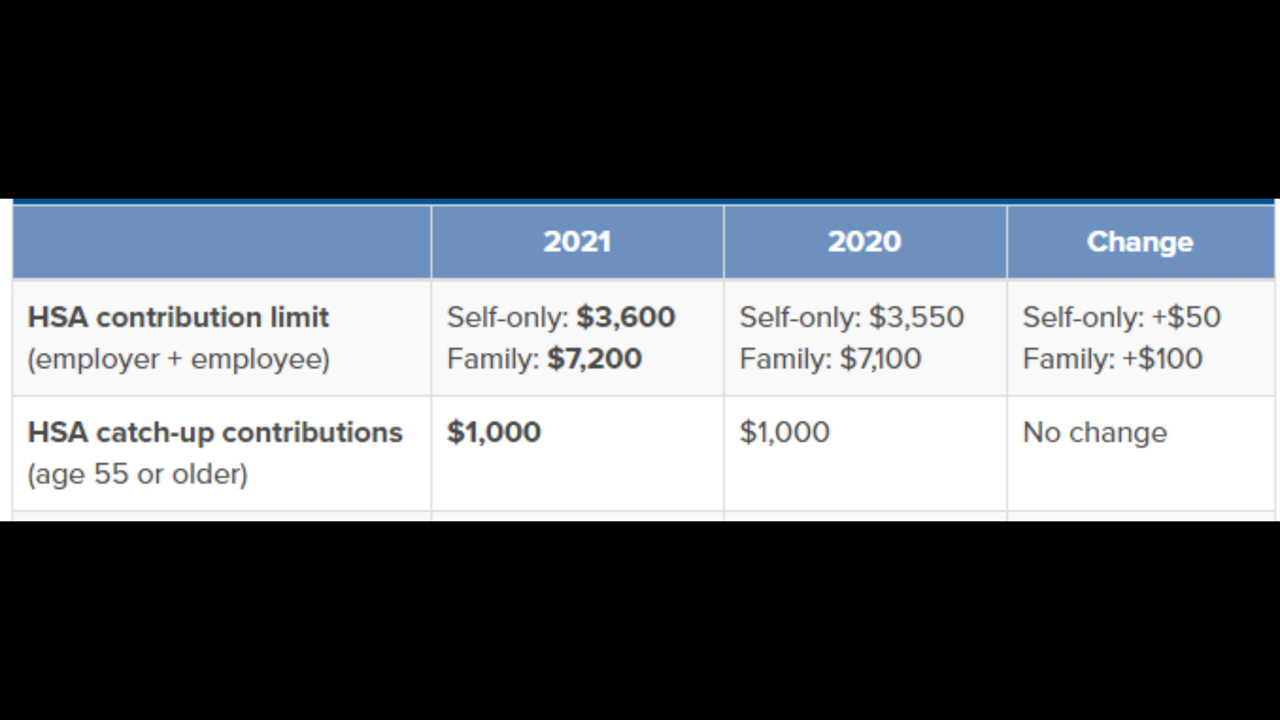 2021 2020 Change
HSA contribution limit Self-only: $3,600 Self-only: $3,550 Self-only: +$50
(employer + employee) Family: $7,200 Family: $7,100 Family: +$100
HSA catch-up contributions $1,000 $1,000 No change
(age 55 or older)